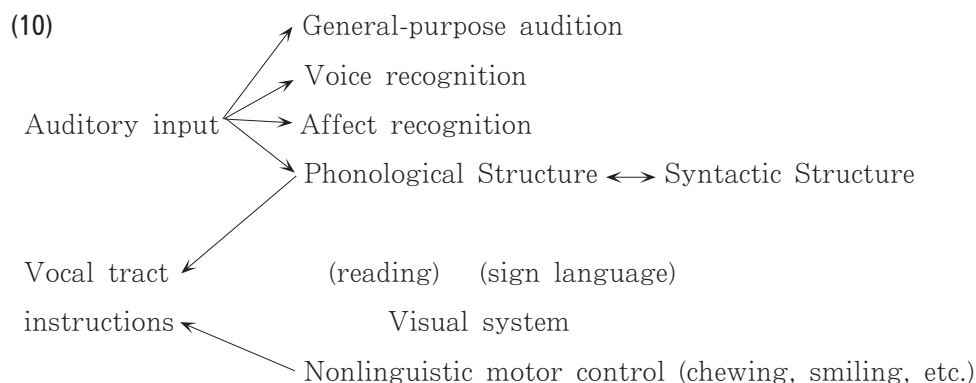 (10)
General-purpose audition
Voice recognition
Auditory input
Affect recognition
Phonological Structure
Syntactic Structure
Vocal tract
(reading)
(sign language)
instructions
Visual system
Nonlinguistic motor control (chewing, smiling, etc.)